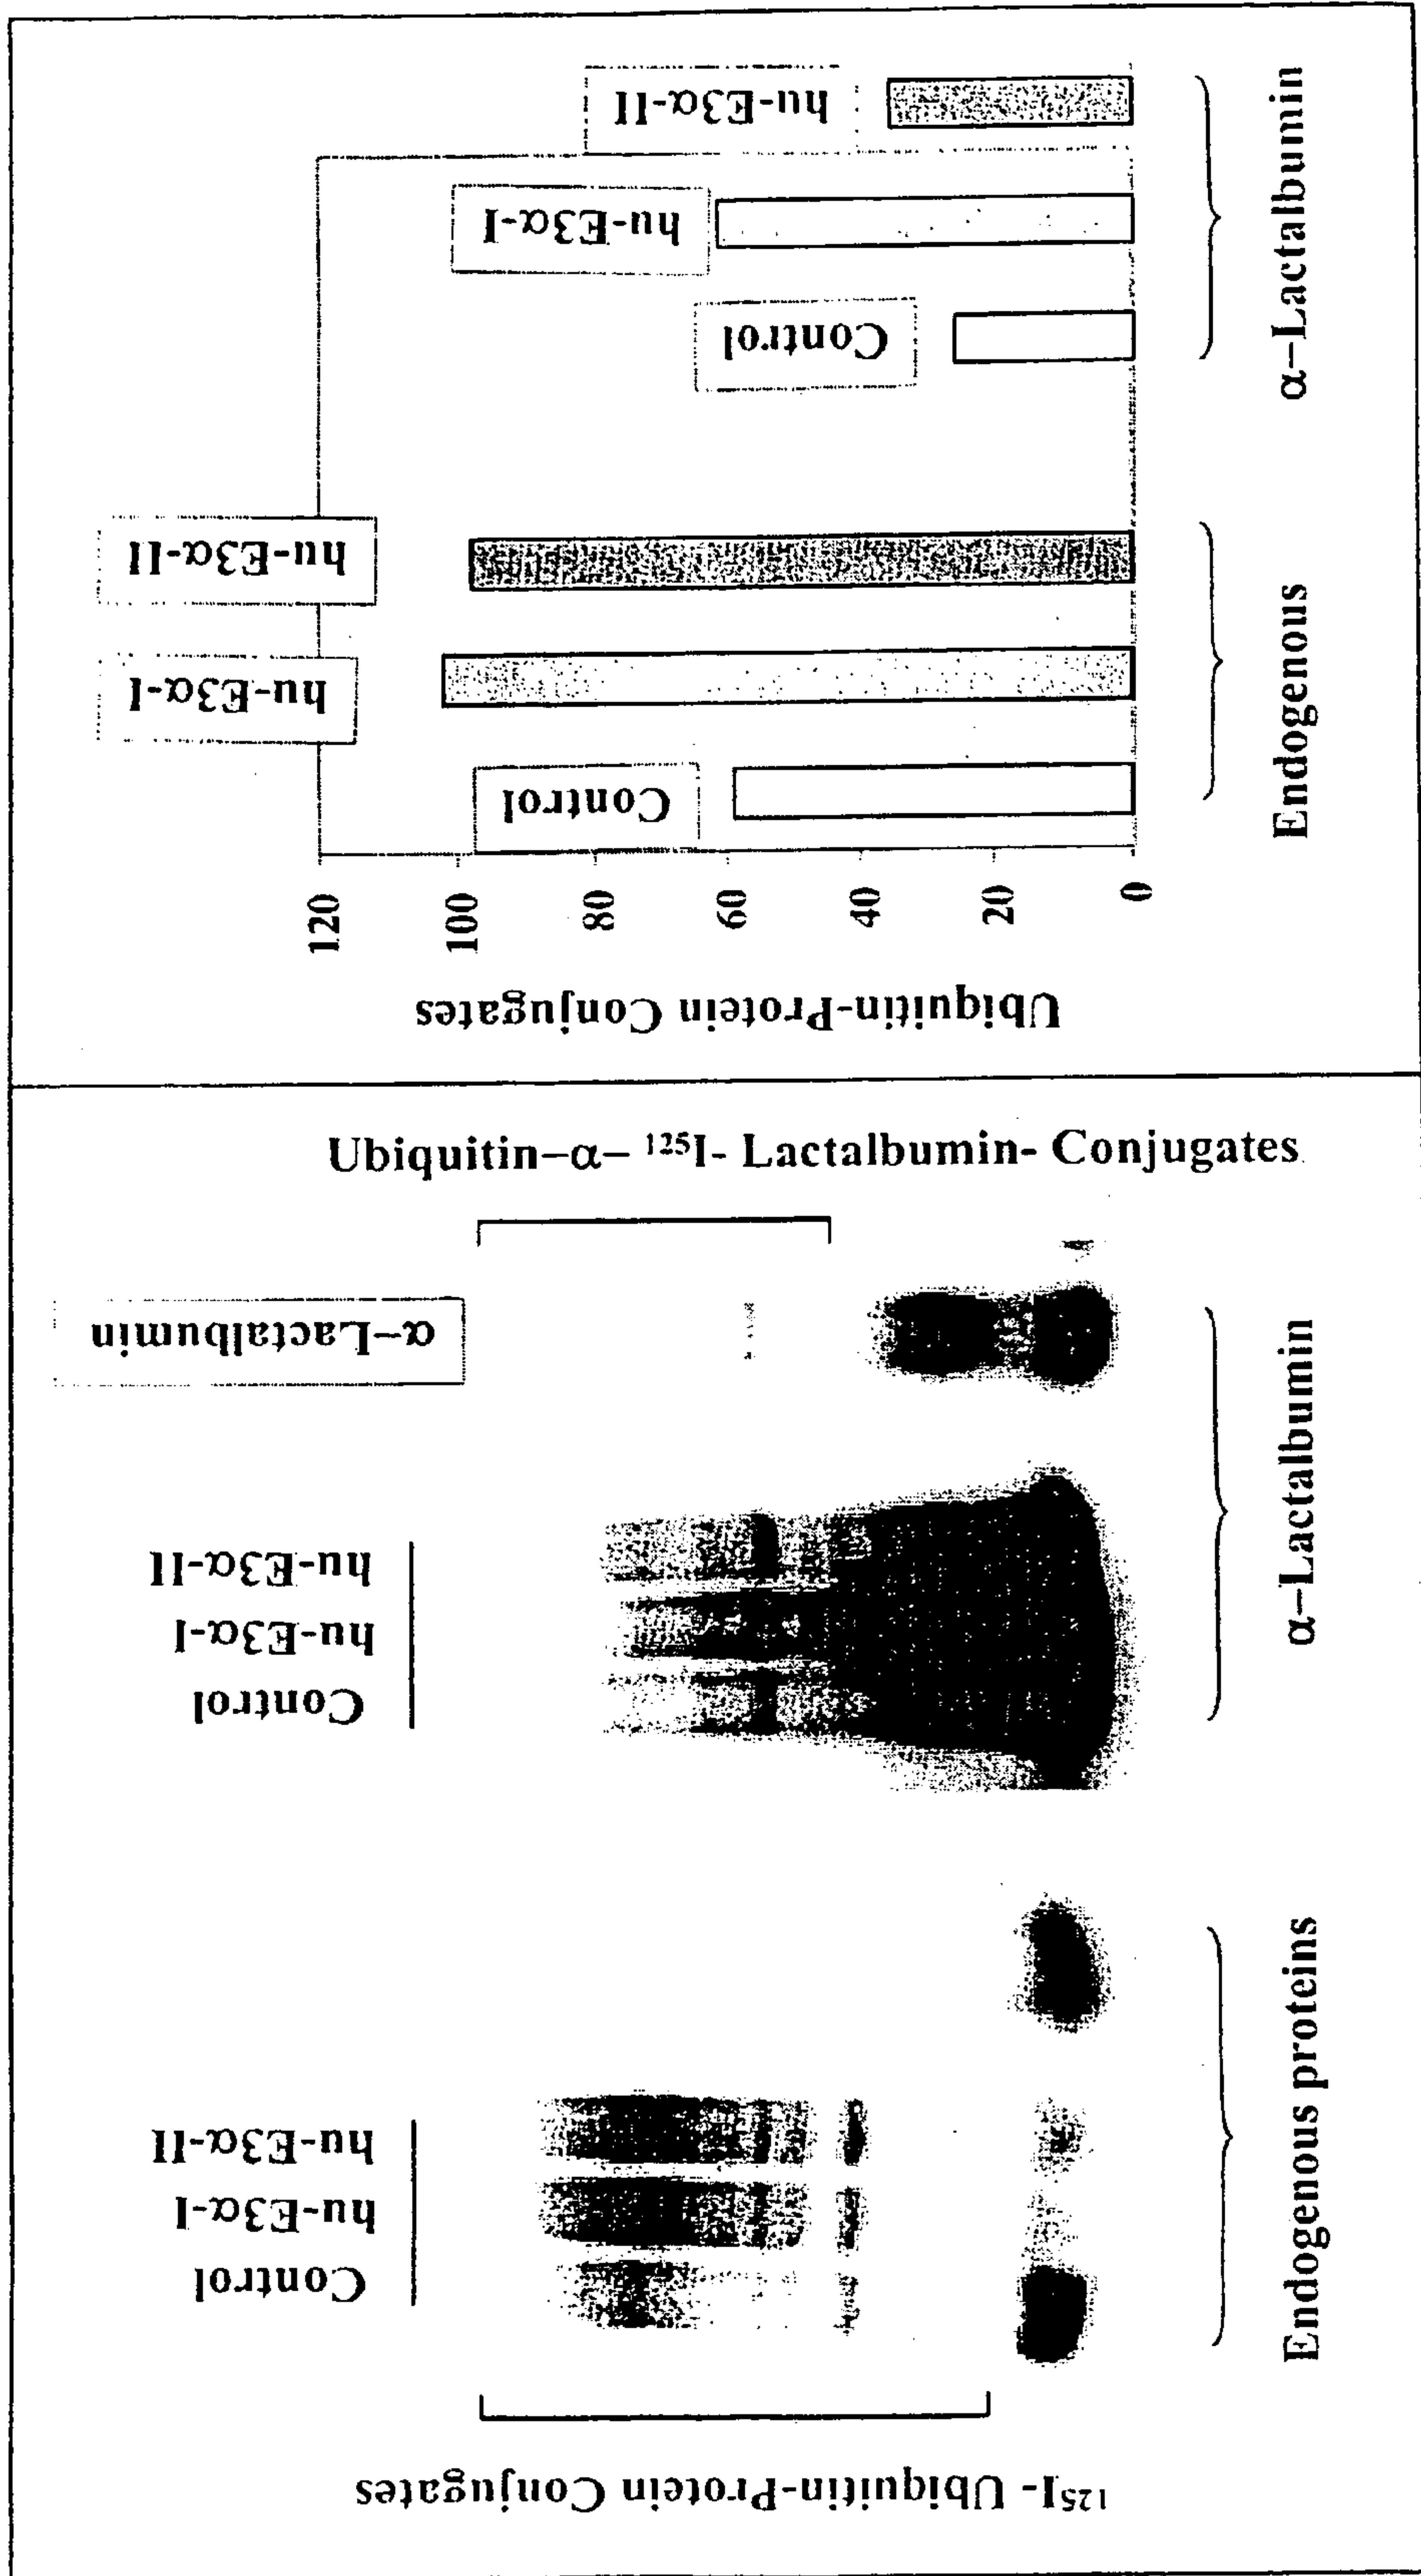 ¹²⁵I- Ubiquitin-Protein Conjugates
Control
hu-E3α-I
hu-E3α-II
Endogenous proteins
Control
hu-E3α-I
hu-E3α-II
α–Lactalbumin
α–Lactalbumin
Ubiquitin–α– ¹²⁵I- Lactalbumin- Conjugates
Ubiquitin-Protein Conjugates
120
100
80
60
40
20
0
Control
hu-E3α-I
hu-E3α-II
Endogenous
Control
hu-E3α-I
hu-E3α-II
α–Lactalbumin